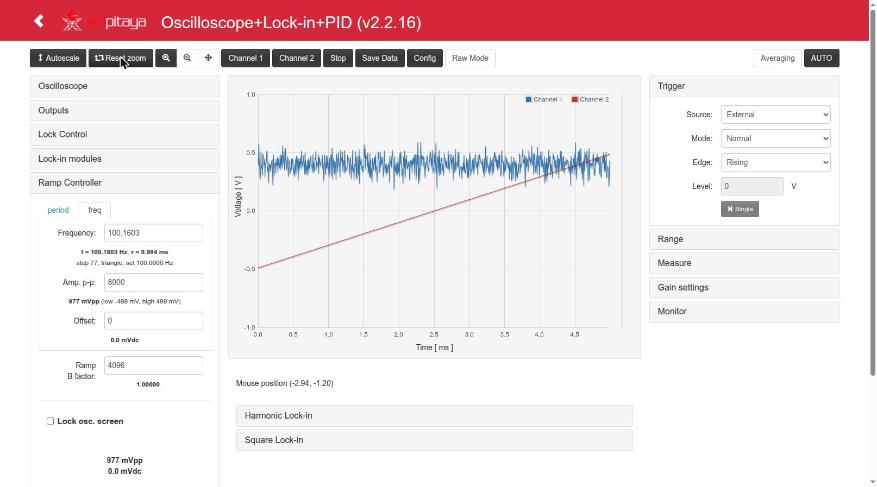 pitaya
Oscilloscope+Lock-in+PID (v2.2.16)
Autoscale
Reset zoom
Channel 1
Channel 2
Stop
Save Data
Config
Raw Mode
Averaging
AUTO
Oscilloscope
Outputs
Lock Control
Lock-in modules
Ramp Controller
period
freq
Frequency: 100.1603
f = 100.1603 Hz, τ = 9.984 ms
step 77, triangle, set 100.0000 Hz
Amp. p-p: 8000
977 mVpp (low -488 mV, high 488 mV)
Offset: 0
0.0 mVdc
Ramp
B factor: 4096
1.00000
Lock osc. screen
977 mVpp
0.0 mVdc
Channel 1
Channel 2
1.0
0.5
0.0
-0.5
-1.0
Voltage [ V ]
0.0 0.5 1.0 1.5 2.0 2.5 3.0 3.5 4.0 4.5
Time [ ms ]
Mouse position (-2.94, -1.20)
Harmonic Lock-in
Square Lock-in
Trigger
Source: External
Mode: Normal
Edge: Rising
Level: 0 V
Single
Range
Measure
Gain settings
Monitor